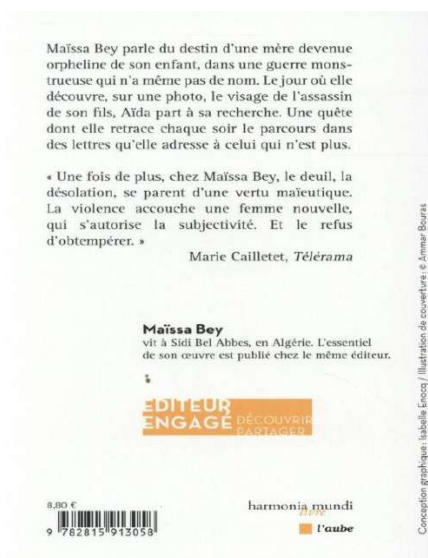 Maïssa Bey parle du destin d'une mère devenue
orpheline de son enfant, dans une guerre mons-
trueuse qui n'a même pas de nom. Le jour où elle
découvre, sur une photo, le visage de l'assassin
de son fils, Aïda part à sa recherche. Une quête
dont elle retrace chaque soir le parcours dans
des lettres qu'elle adresse à celui qui n'est plus.
« Une fois de plus, chez Maïssa Bey, le deuil, la
désolation, se parent d'une vertu maïeutique.
La violence accouche une femme nouvelle,
qui s'autorise la subjectivité. Et le refus
d'obtempérer. »
Marie Cailletet, Télérama
Maïssa Bey
vit à Sidi Bel Abbes, en Algérie. L'essentiel
de son œuvre est publié chez le même éditeur.
EDITEUR
ENGAGÉ DÉCOUVRIR
PARTAGER
8,80 €
9 782815 913058
harmonia mundi
livre
l'aube
Conception graphique : Isabelle Enocq / Illustration de couverture : © Ammar Bouras